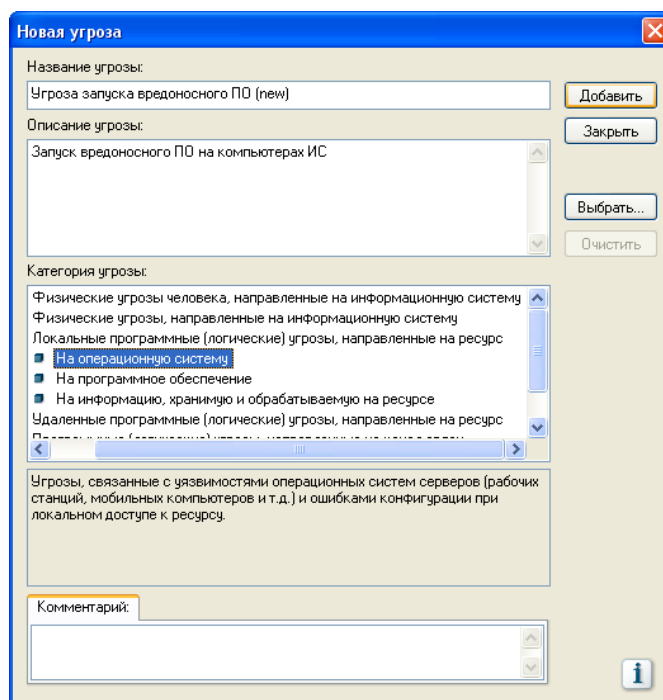 Новая угроза
Название угрозы:
Угроза запуска вредоносного ПО (new)
Добавить
Описание угрозы:
Закрыть
Запуск вредоносного ПО на компьютерах ИС
Выбрать...
Очистить
Категория угрозы:
Физические угрозы человека, направленные на информационную систему
Физические угрозы, направленные на информационную систему
Локальные программные (логические) угрозы, направленные на ресурс
На операционную систему
На программное обеспечение
На информацию, хранимую и обрабатываемую на ресурсе
Удаленные программные (логические) угрозы, направленные на ресурс
Угрозы, связанные с уязвимостями операционных систем серверов (рабочих
станций, мобильных компьютеров и т.д.) и ошибками конфигурации при
локальном доступе к ресурсу.
Комментарий: